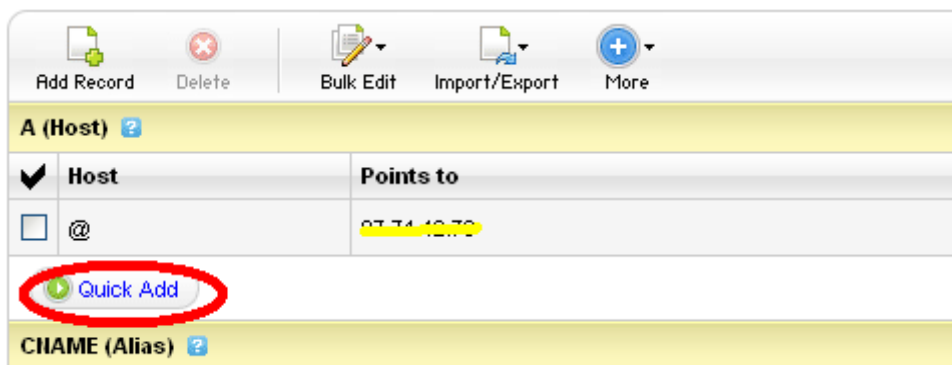 Add Record Delete Bulk Edit Import/Export More
A (Host) ?
Host Points to
@
Quick Add
CNAME (Alias) ?